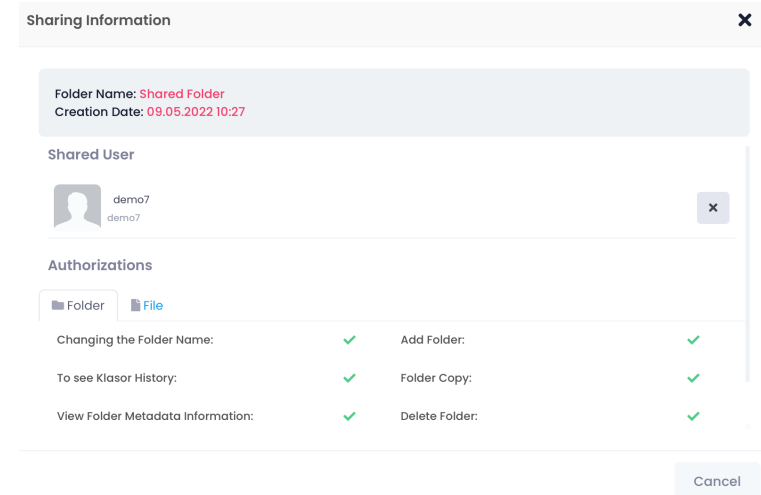 Sharing Information
Folder Name: Shared Folder
Creation Date: 09.05.2022 10:27
Shared User
demo7
demo7
Authorizations
Folder File
Changing the Folder Name: Add Folder:
To see Klasor History: Folder Copy:
View Folder Metadata Information: Delete Folder:
Cancel